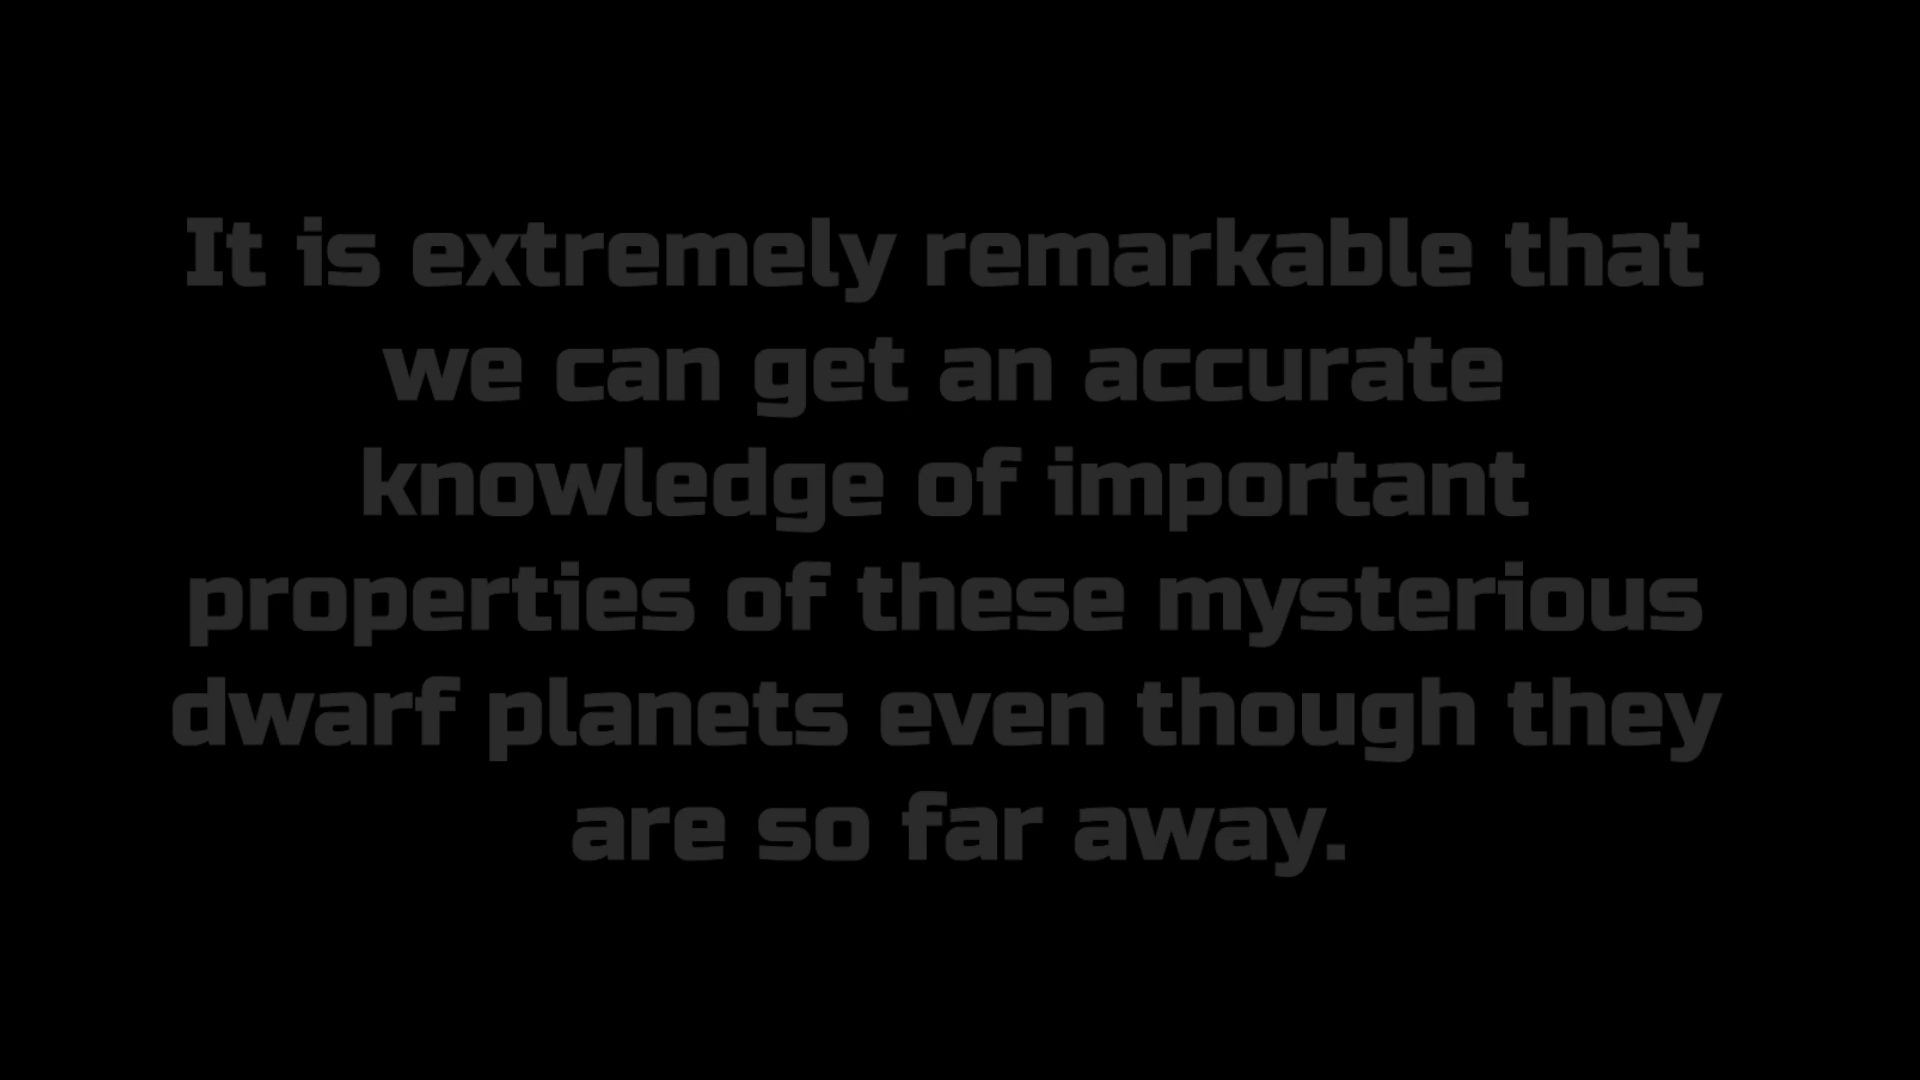 It is extremely remarkable that
we can get an accurate
knowledge of important
properties of these mysterious
dwarf planets even though they
are so far away.